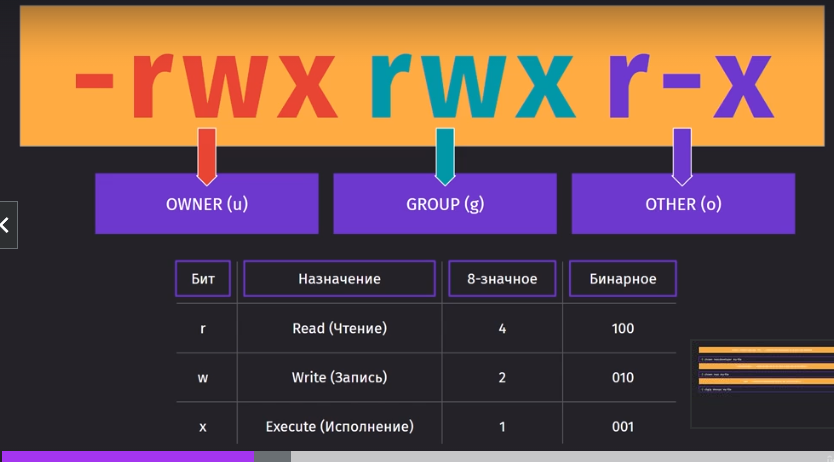 -rwx rwx r-x
OWNER (u) GROUP (g) OTHER (o)
Бит Назначение 8-значное Бинарное
r Read (Чтение) 4 100
w Write (Запись) 2 010
x Execute (Исполнение) 1 001